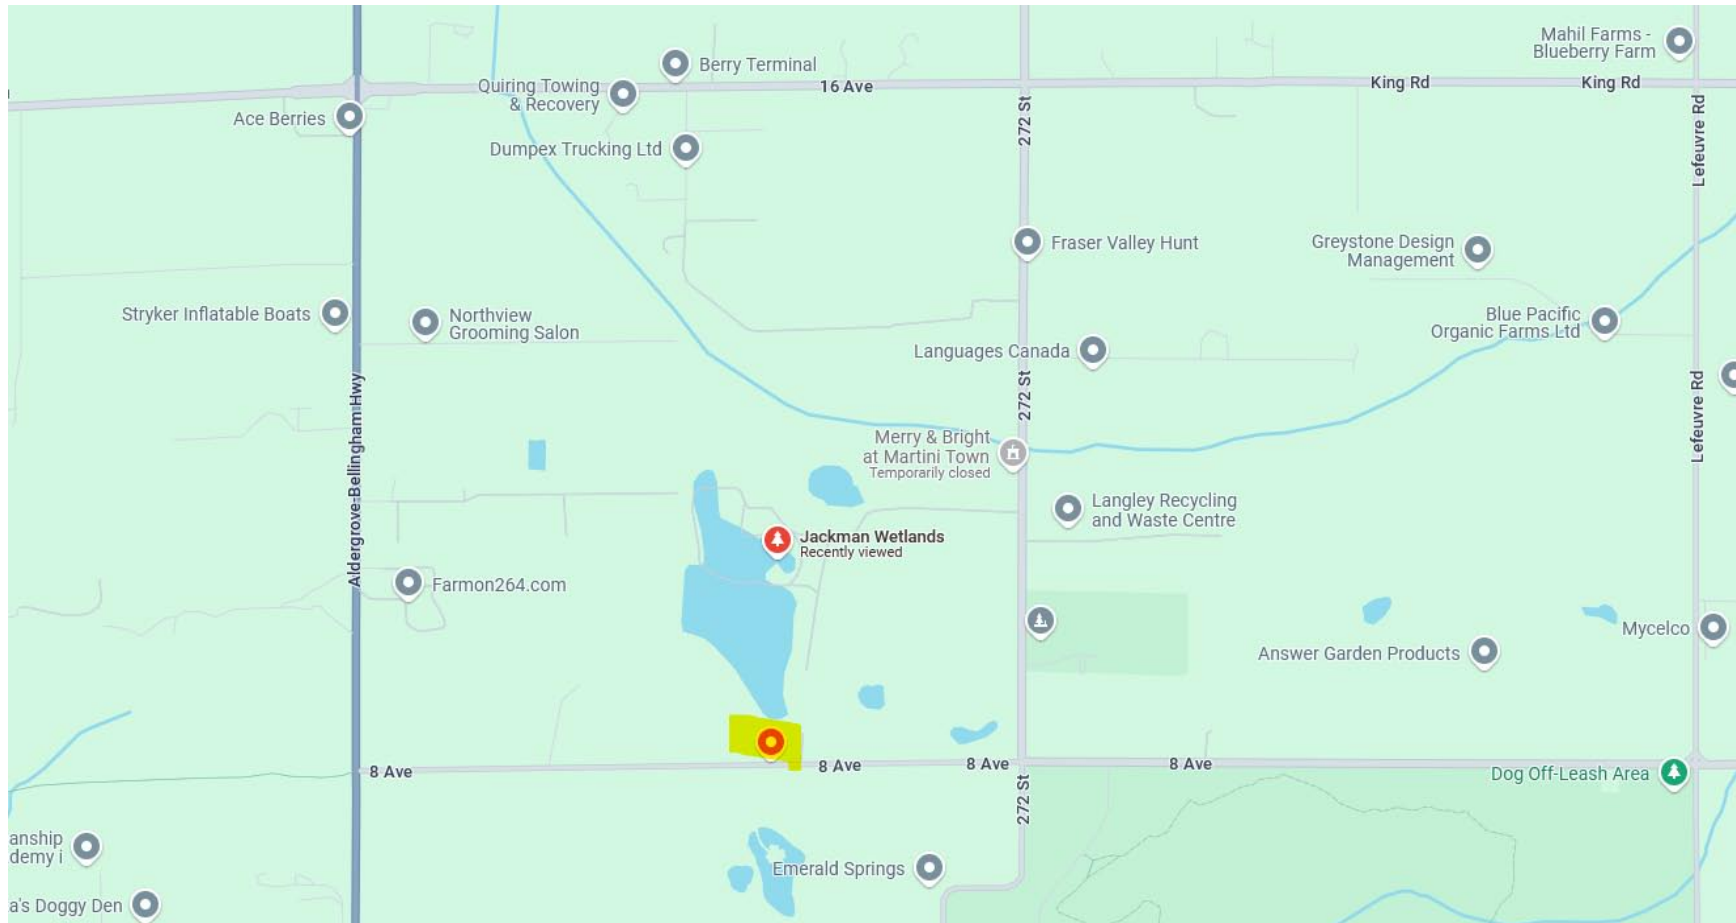 Mahil Farms -
Blueberry Farm
Berry Terminal
Quiring Towing
& Recovery
16 Ave
King Rd
King Rd
Ace Berries
272 St
Lefeuvre Rd
Dumpex Trucking Ltd
Fraser Valley Hunt
Greystone Design
Management
Stryker Inflatable Boats
Northview
Grooming Salon
Blue Pacific
Organic Farms Ltd
Languages Canada
Aldergrove-Bellingham Hwy
272 St
Lefeuvre Rd
Merry & Bright
at Martini Town
Temporarily closed
Langley Recycling
and Waste Centre
Jackman Wetlands
Recently viewed
Farmon264.com
Mycelco
Answer Garden Products
8 Ave
8 Ave
8 Ave
8 Ave
Dog Off-Leash Area
272 St
anship
demy i
Emerald Springs
a's Doggy Den